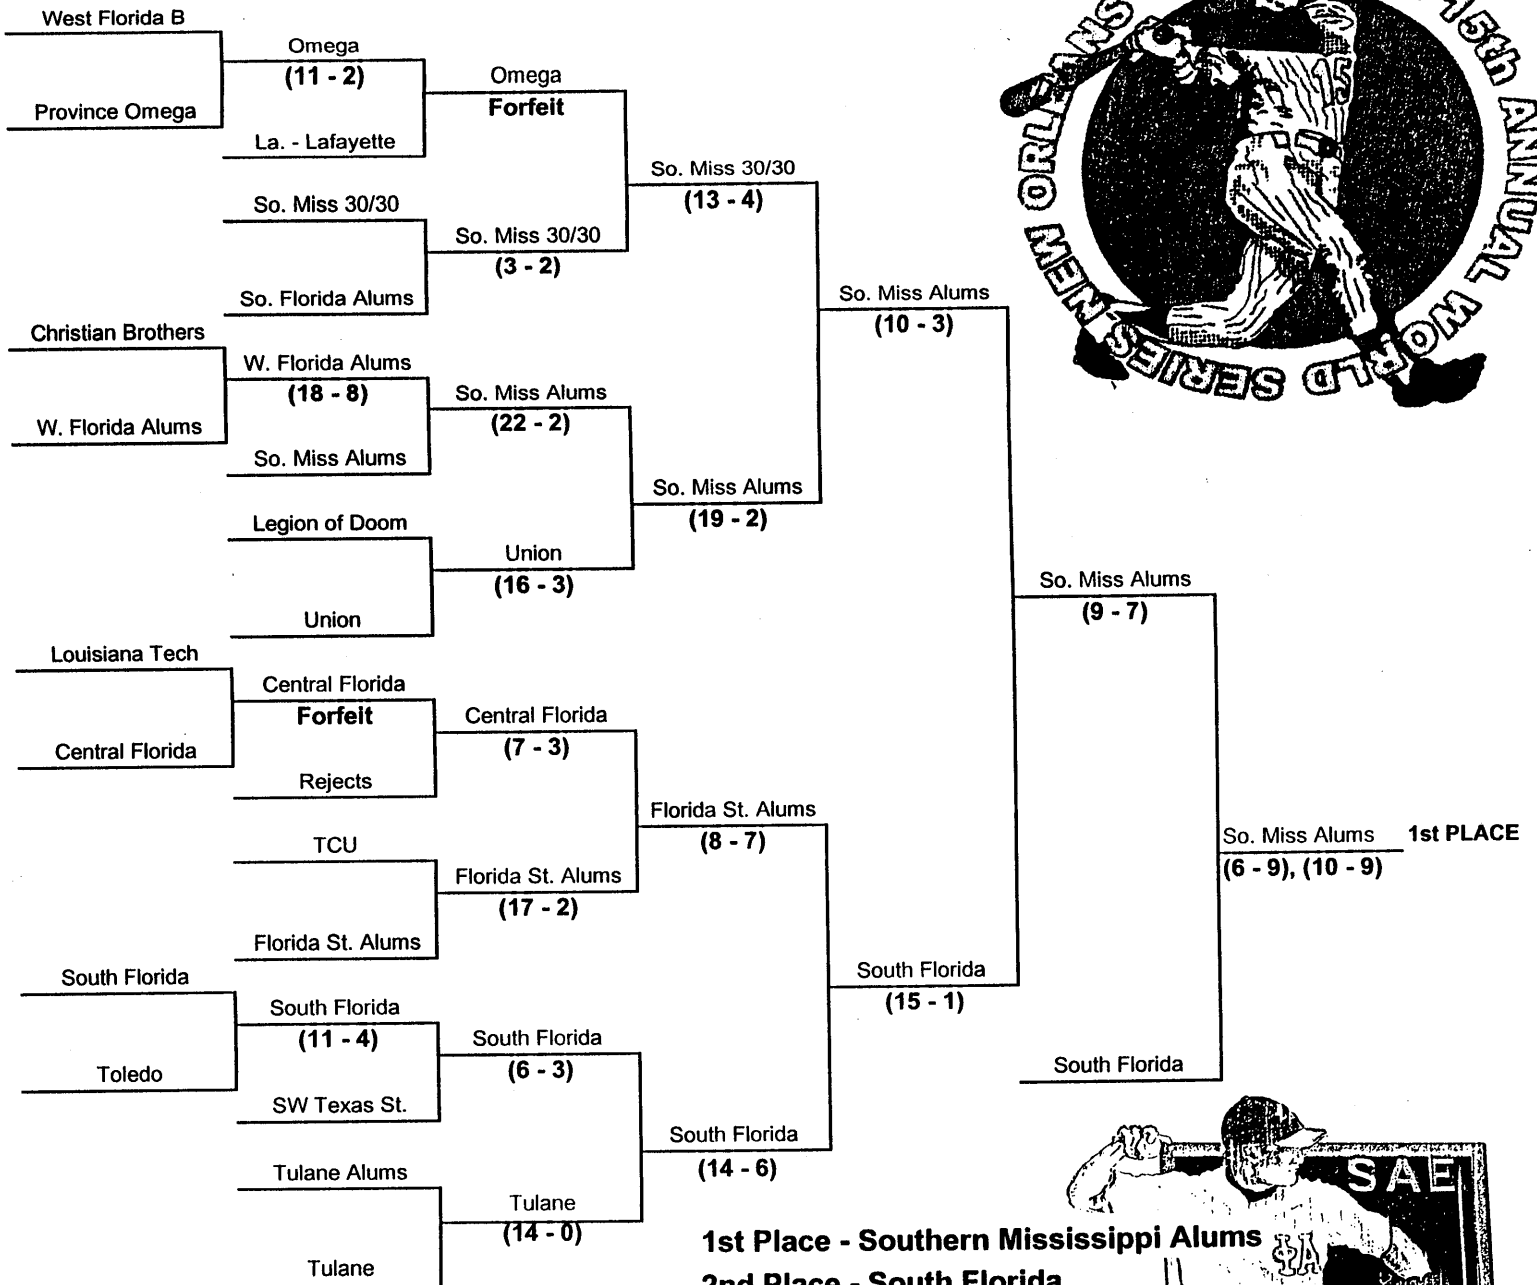 West Florida B
Omega
(11 - 2)
Omega
Forfeit
Province Omega
La. - Lafayette
So. Miss 30/30
(13 - 4)
So. Miss 30/30
So. Miss 30/30
(3 - 2)
So. Florida Alums
So. Miss Alums
(10 - 3)
Christian Brothers
W. Florida Alums
(18 - 8)
So. Miss Alums
(22 - 2)
W. Florida Alums
So. Miss Alums
So. Miss Alums
(19 - 2)
Legion of Doom
Union
(16 - 3)
Union
So. Miss Alums
(9 - 7)
Louisiana Tech
Central Florida
Forfeit
Central Florida
(7 - 3)
Central Florida
Rejects
Florida St. Alums
(8 - 7)
TCU
Florida St. Alums
(17 - 2)
Florida St. Alums
So. Miss Alums
1st PLACE
(6 - 9), (10 - 9)
South Florida
South Florida
(11 - 4)
South Florida
(6 - 3)
South Florida
(15 - 1)
Toledo
SW Texas St.
South Florida
South Florida
(14 - 6)
Tulane Alums
Tulane
(14 - 0)
Tulane
1st Place - Southern Mississippi Alums
2nd Place - South Florida
15th ANNUAL WORLD SERIES NEW ORLEANS
15
SAE
ΦΑ